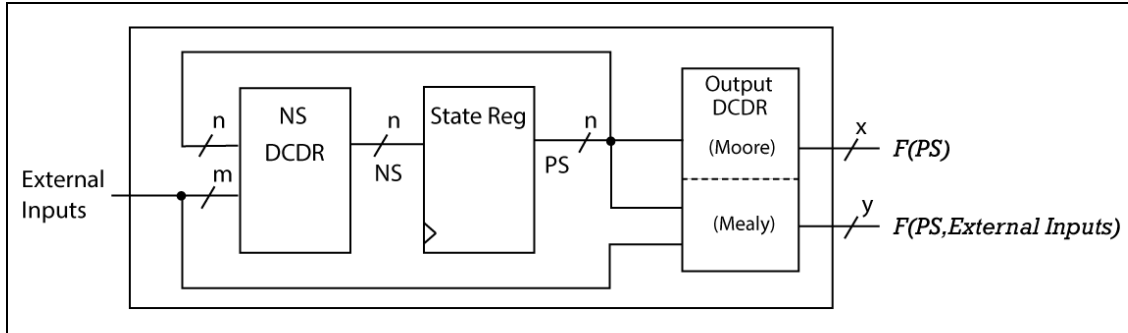 External
Inputs
n
m
NS
DCDR
n
NS
State Reg
n
PS
Output
DCDR
(Moore)
(Mealy)
x
F(PS)
y
F(PS,External Inputs)